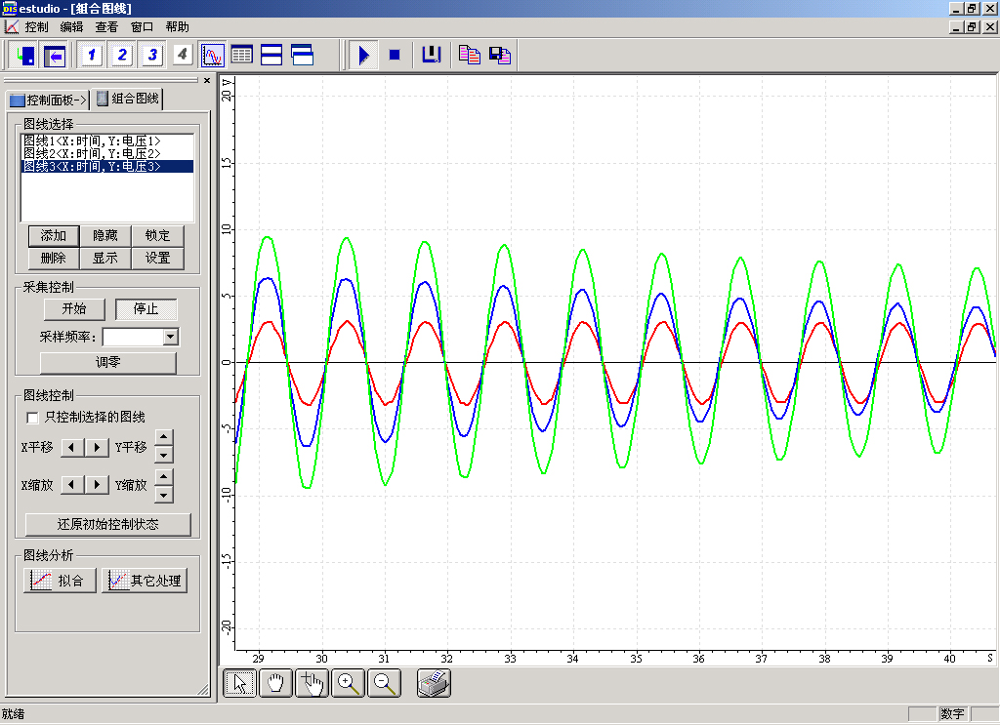 DIS estudio - [组合图线]
控制 编辑 查看 窗口 帮助
1 2 3 4
控制面板-> 组合图线
图线选择
图线1<X:时间,Y:电压1>
图线2<X:时间,Y:电压2>
图线3<X:时间,Y:电压3>
添加 隐藏 锁定
删除 显示 设置
采集控制
开始 停止
采样频率:
调零
图线控制
只控制选择的图线
X平移 Y平移
X缩放 Y缩放
还原初始控制状态
图线分析
拟合 其它处理
V
20
15
10
5
0
-5
-10
-15
-20
29 30 31 32 33 34 35 36 37 38 39 40 S
就绪 数字